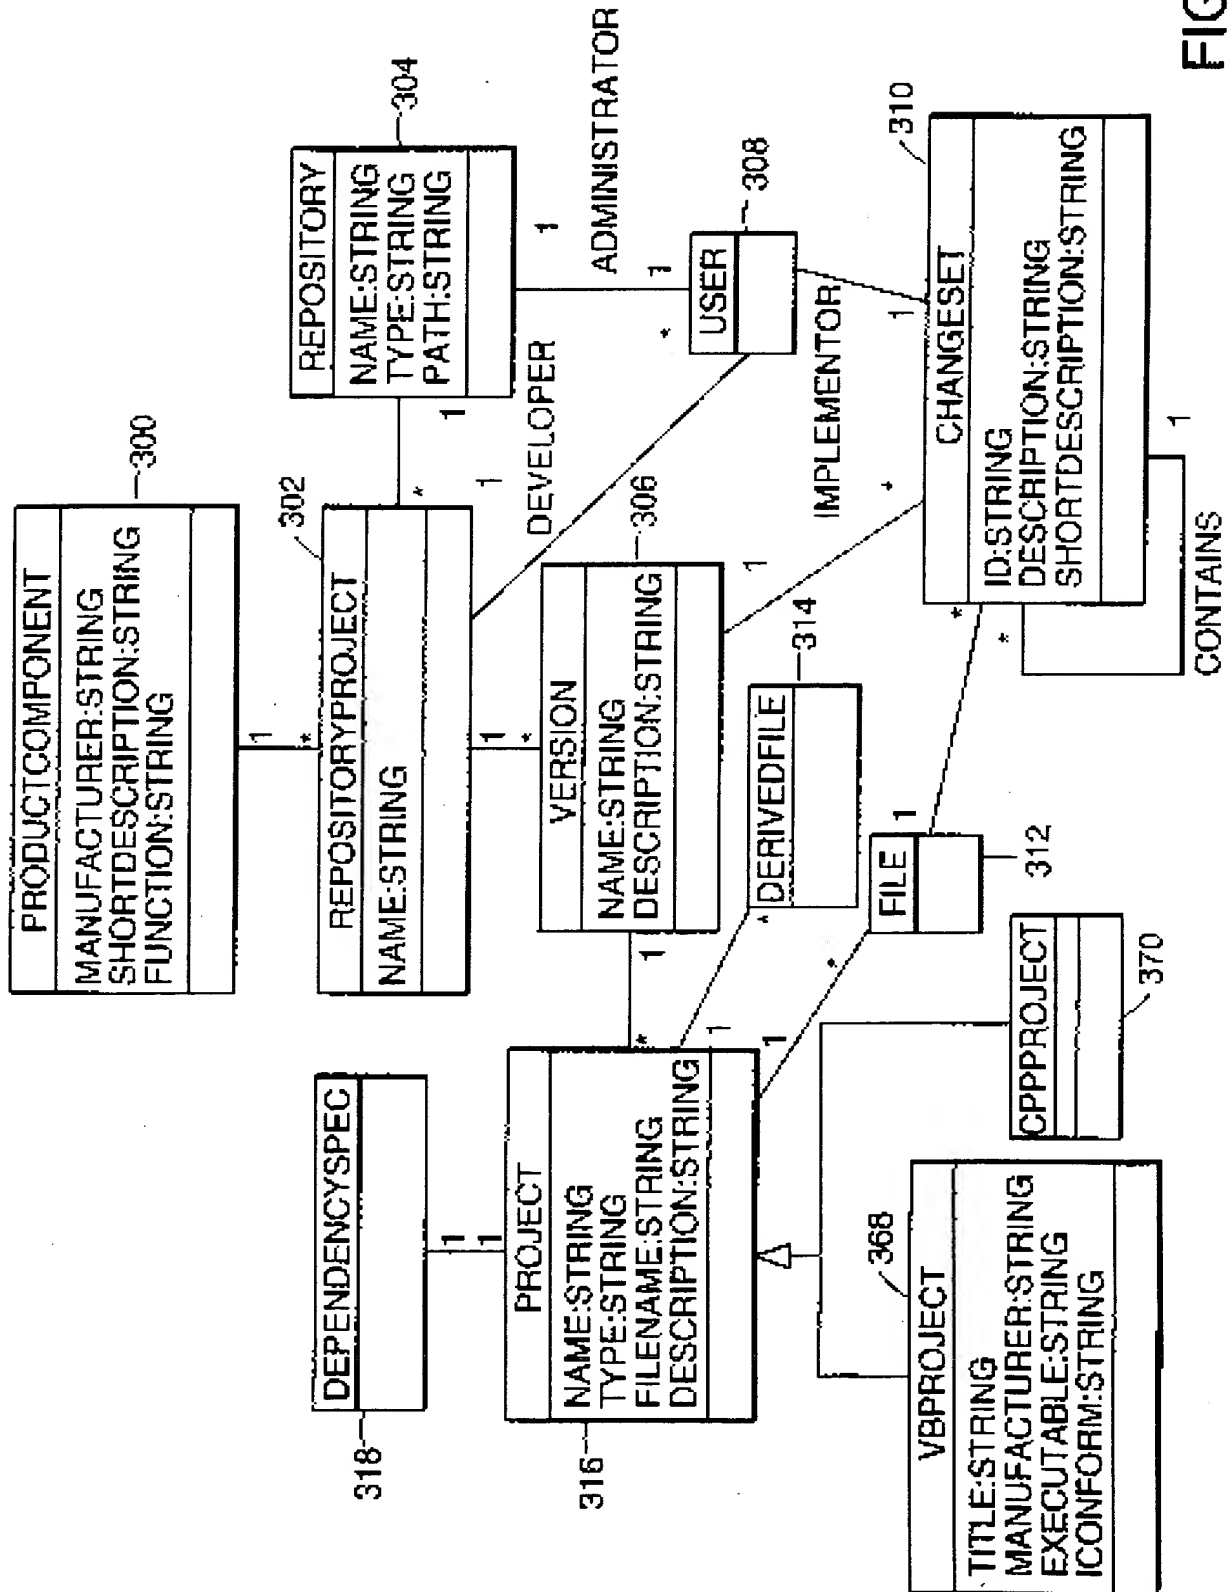 PRODUCTCOMPONENT
MANUFACTURER:STRING
SHORTDESCRIPTION:STRING
FUNCTION:STRING
300
1
*
302
REPOSITORYPROJECT
NAME:STRING
*
1
REPOSITORY
NAME:STRING
TYPE:STRING
PATH:STRING
304
1
ADMINISTRATOR
1
1
DEVELOPER
*
USER
308
1
*
VERSION
NAME:STRING
DESCRIPTION:STRING
306
1
IMPLEMENTOR
1
*
310
CHANGESET
ID:STRING
DESCRIPTION:STRING
SHORTDESCRIPTION:STRING
*
*
1
CONTAINS
DEPENDENCYSPEC
318
1
1
PROJECT
NAME:STRING
TYPE:STRING
FILENAME:STRING
DESCRIPTION:STRING
316
*
1
1
*
DERIVEDFILE
314
1
*
FILE
1
312
368
VBPROJECT
TITLE:STRING
MANUFACTURER:STRING
EXECUTABLE:STRING
ICONFORM:STRING
CPPPROJECT
370